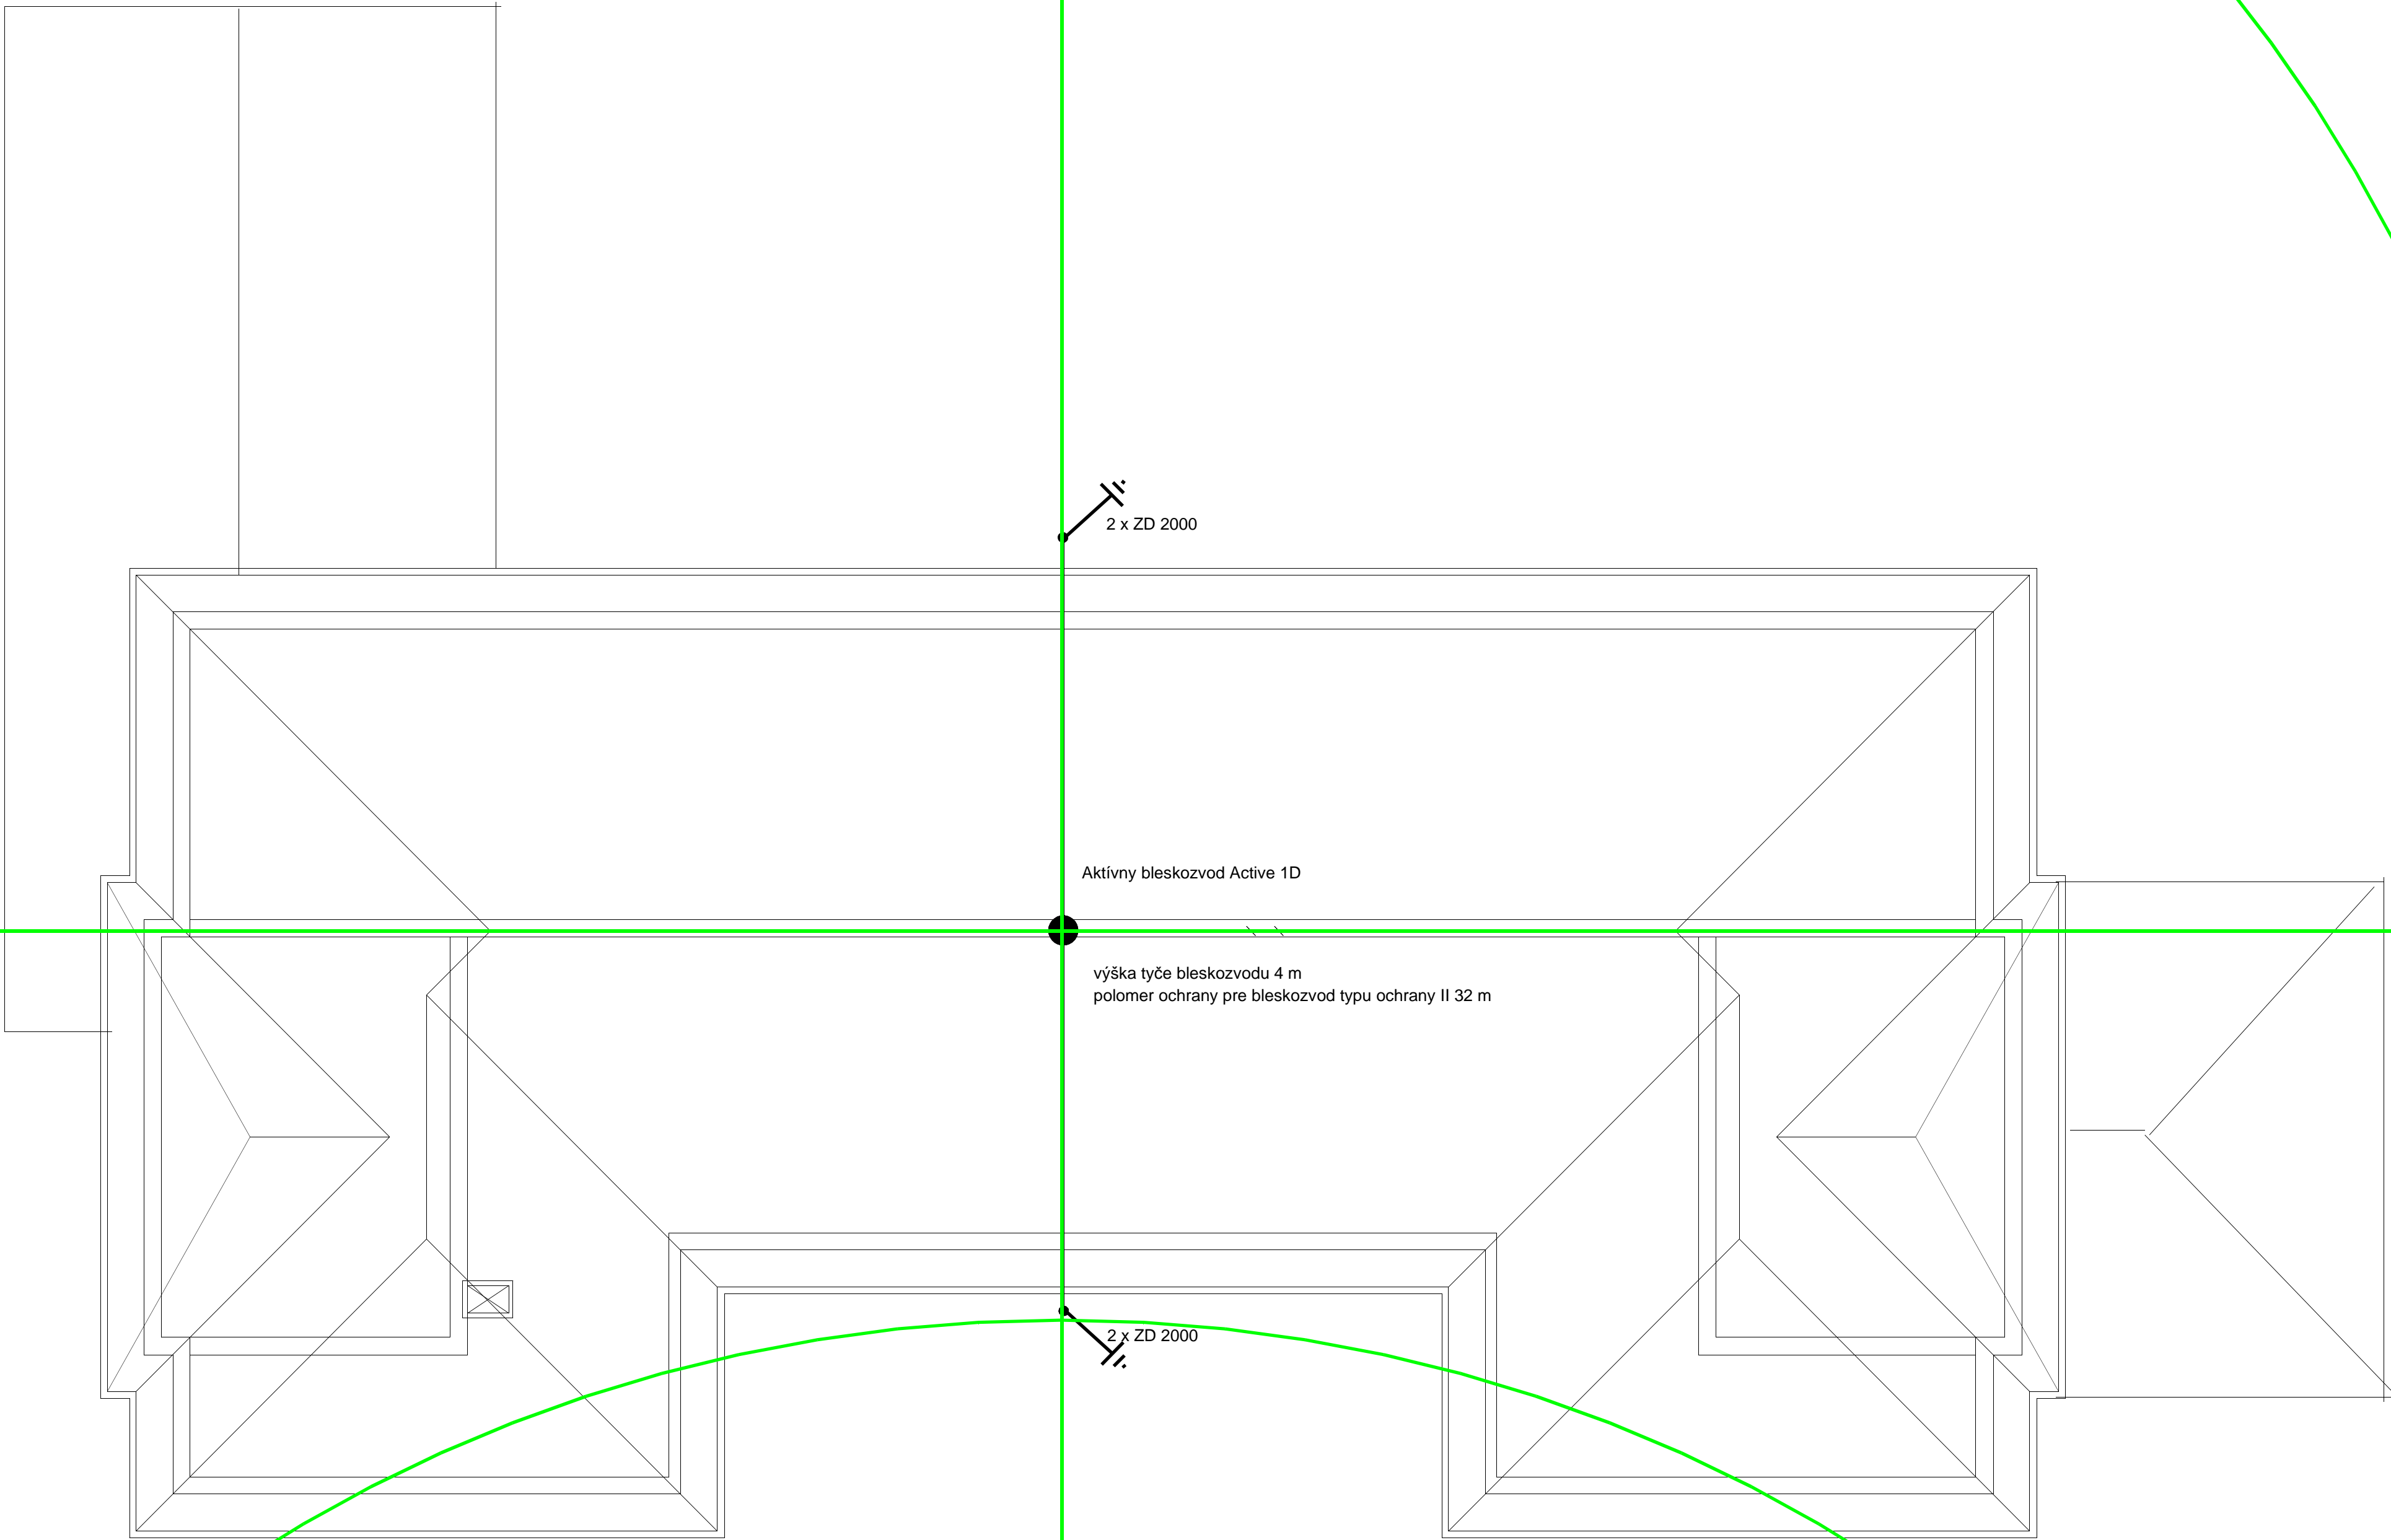 2 x ZD 2000
Aktívny bleskozvod Active 1D
výška tyče bleskozvodu 4 m
polomer ochrany pre bleskozvod typu ochrany II 32 m
2 x ZD 2000